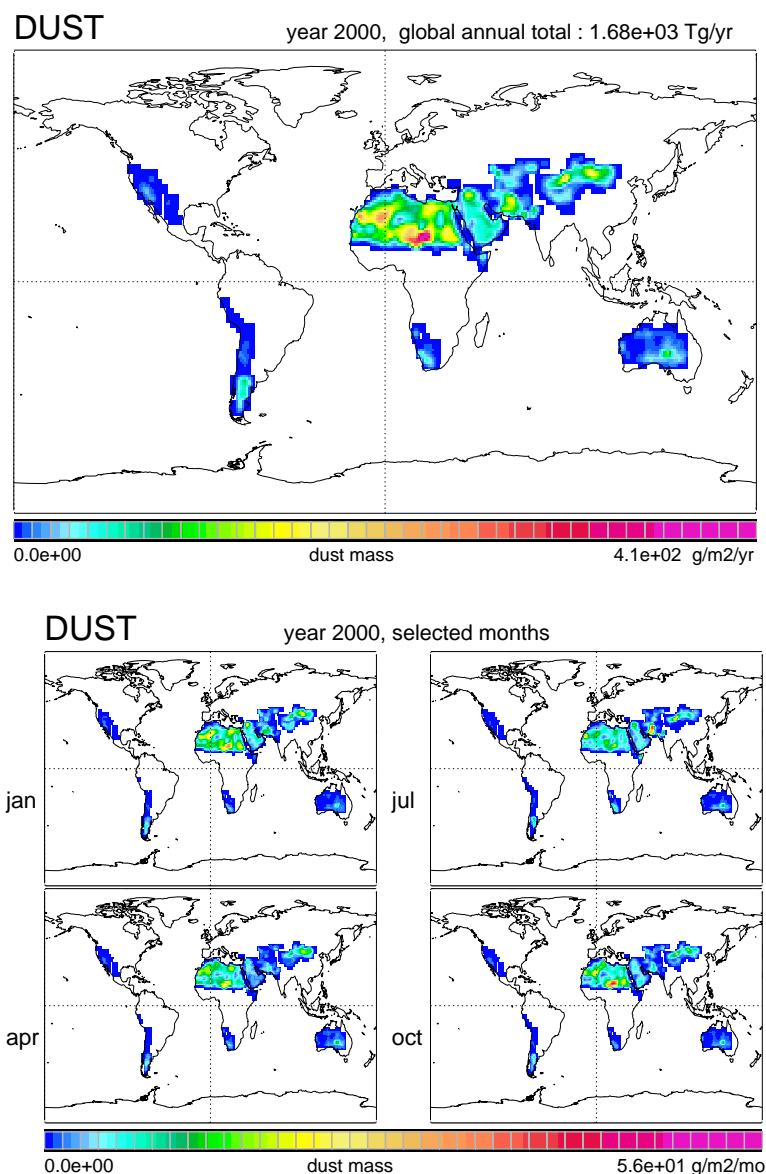 DUST year 2000, global annual total : 1.68e+03 Tg/yr
0.0e+00 dust mass 4.1e+02 g/m2/yr
DUST year 2000, selected months
jan jul
apr oct
0.0e+00 dust mass 5.6e+01 g/m2/mo